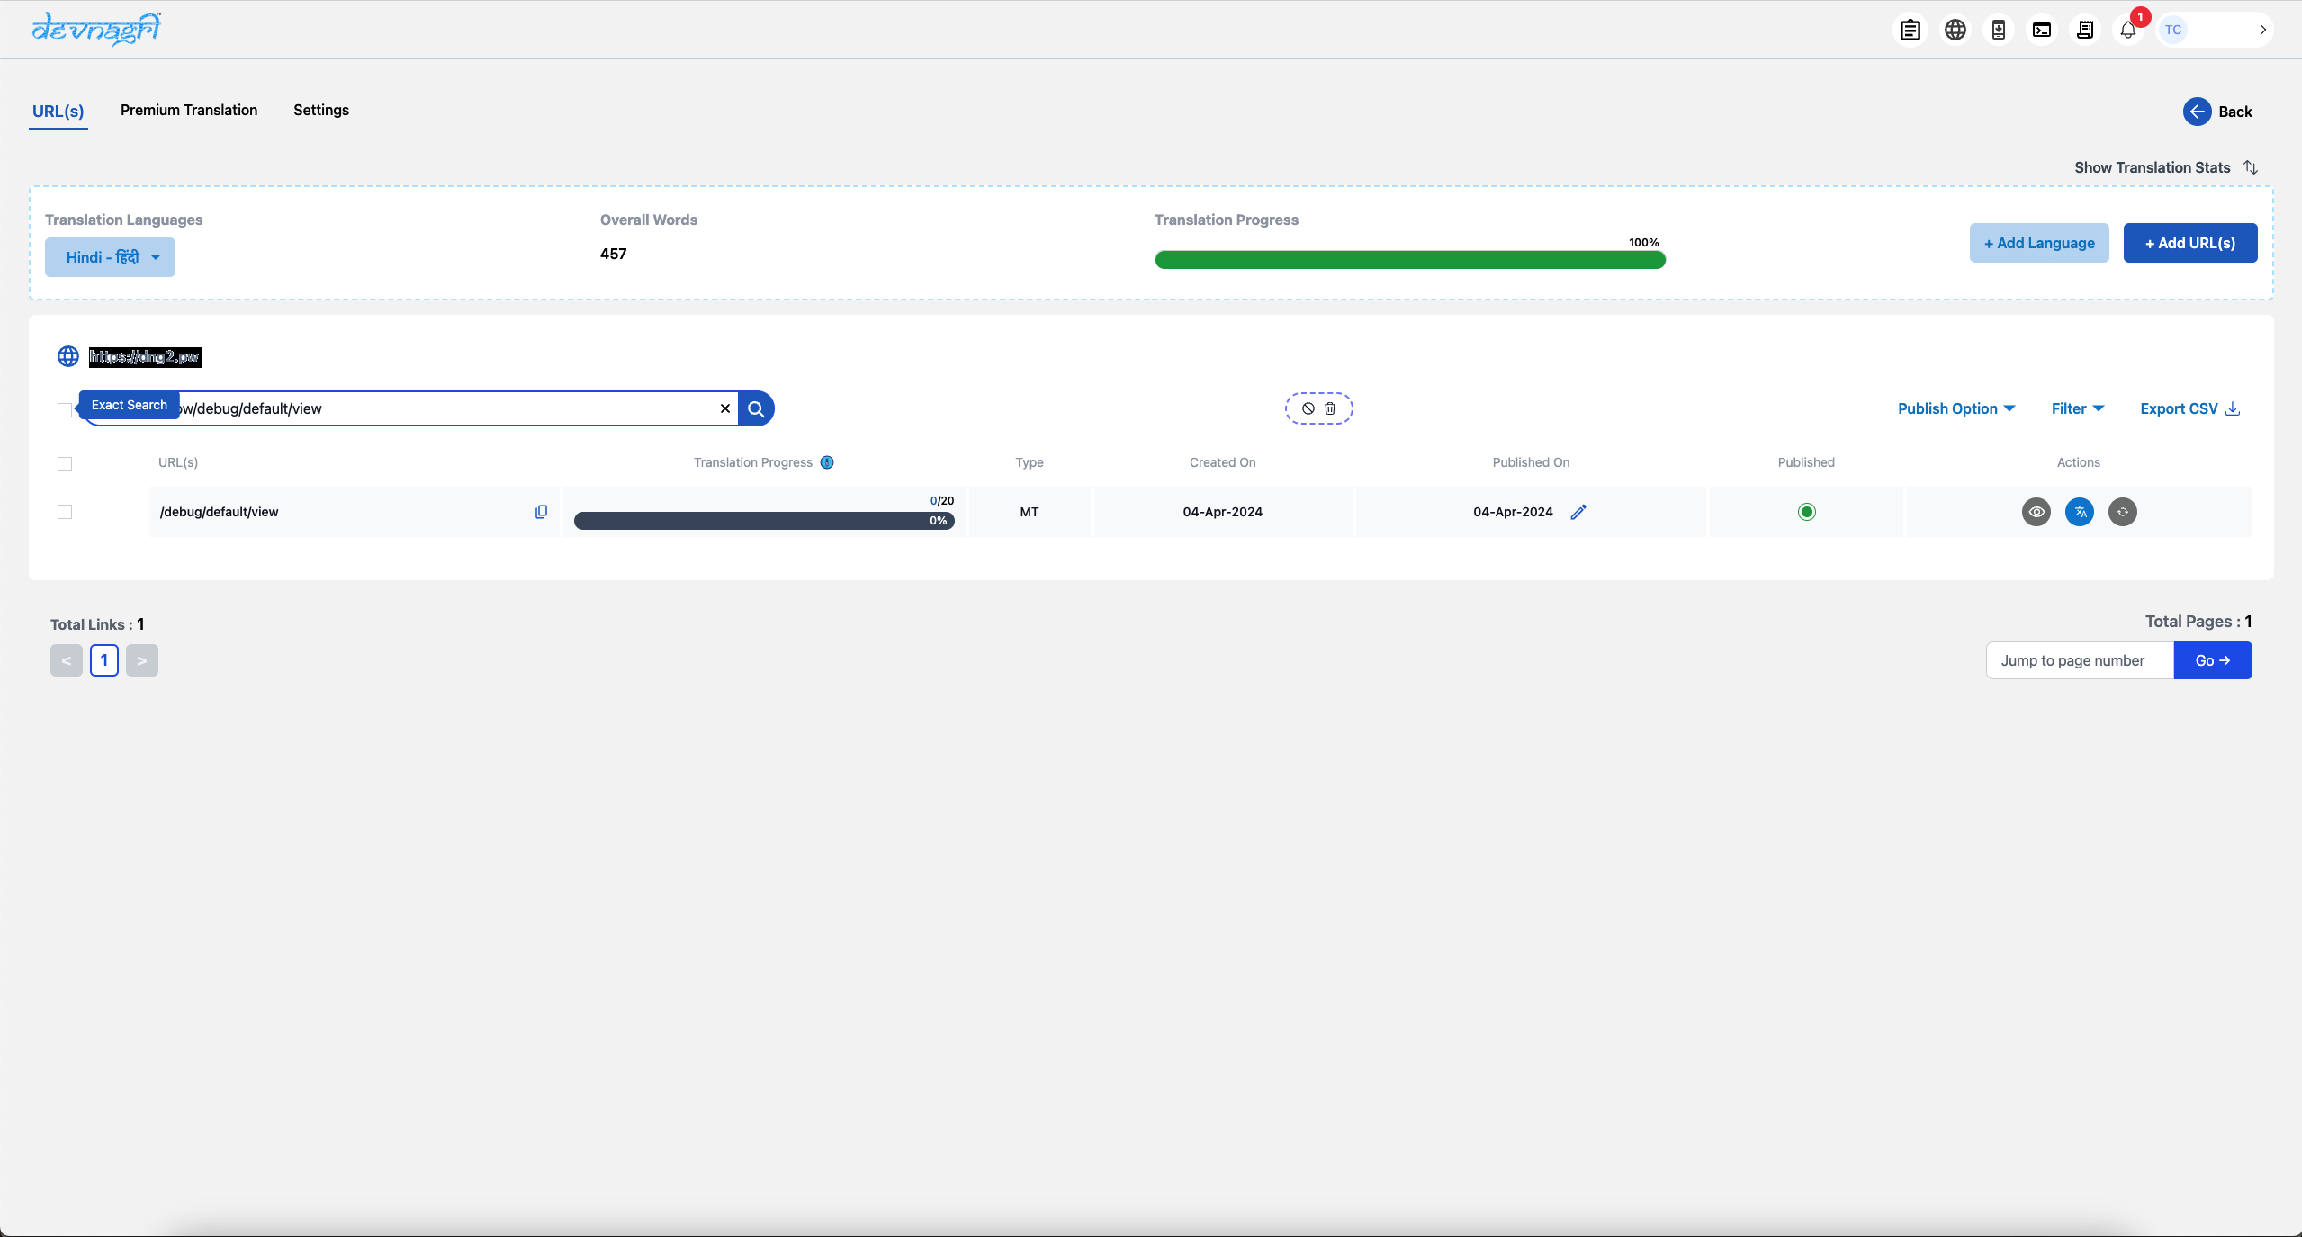 devnagri
1
TC
URL(s) Premium Translation Settings
Back
Show Translation Stats
Translation Languages Overall Words Translation Progress
Hindi - हिंदी 457 100%
+ Add Language + Add URL(s)
https://dng2.pw
Exact Search /debug/default/view
Publish Option Filter Export CSV
URL(s) Translation Progress Type Created On Published On Published Actions
/debug/default/view 0/20 0% MT 04-Apr-2024 04-Apr-2024
Total Links : 1
Total Pages : 1
< 1 >
Jump to page number Go →